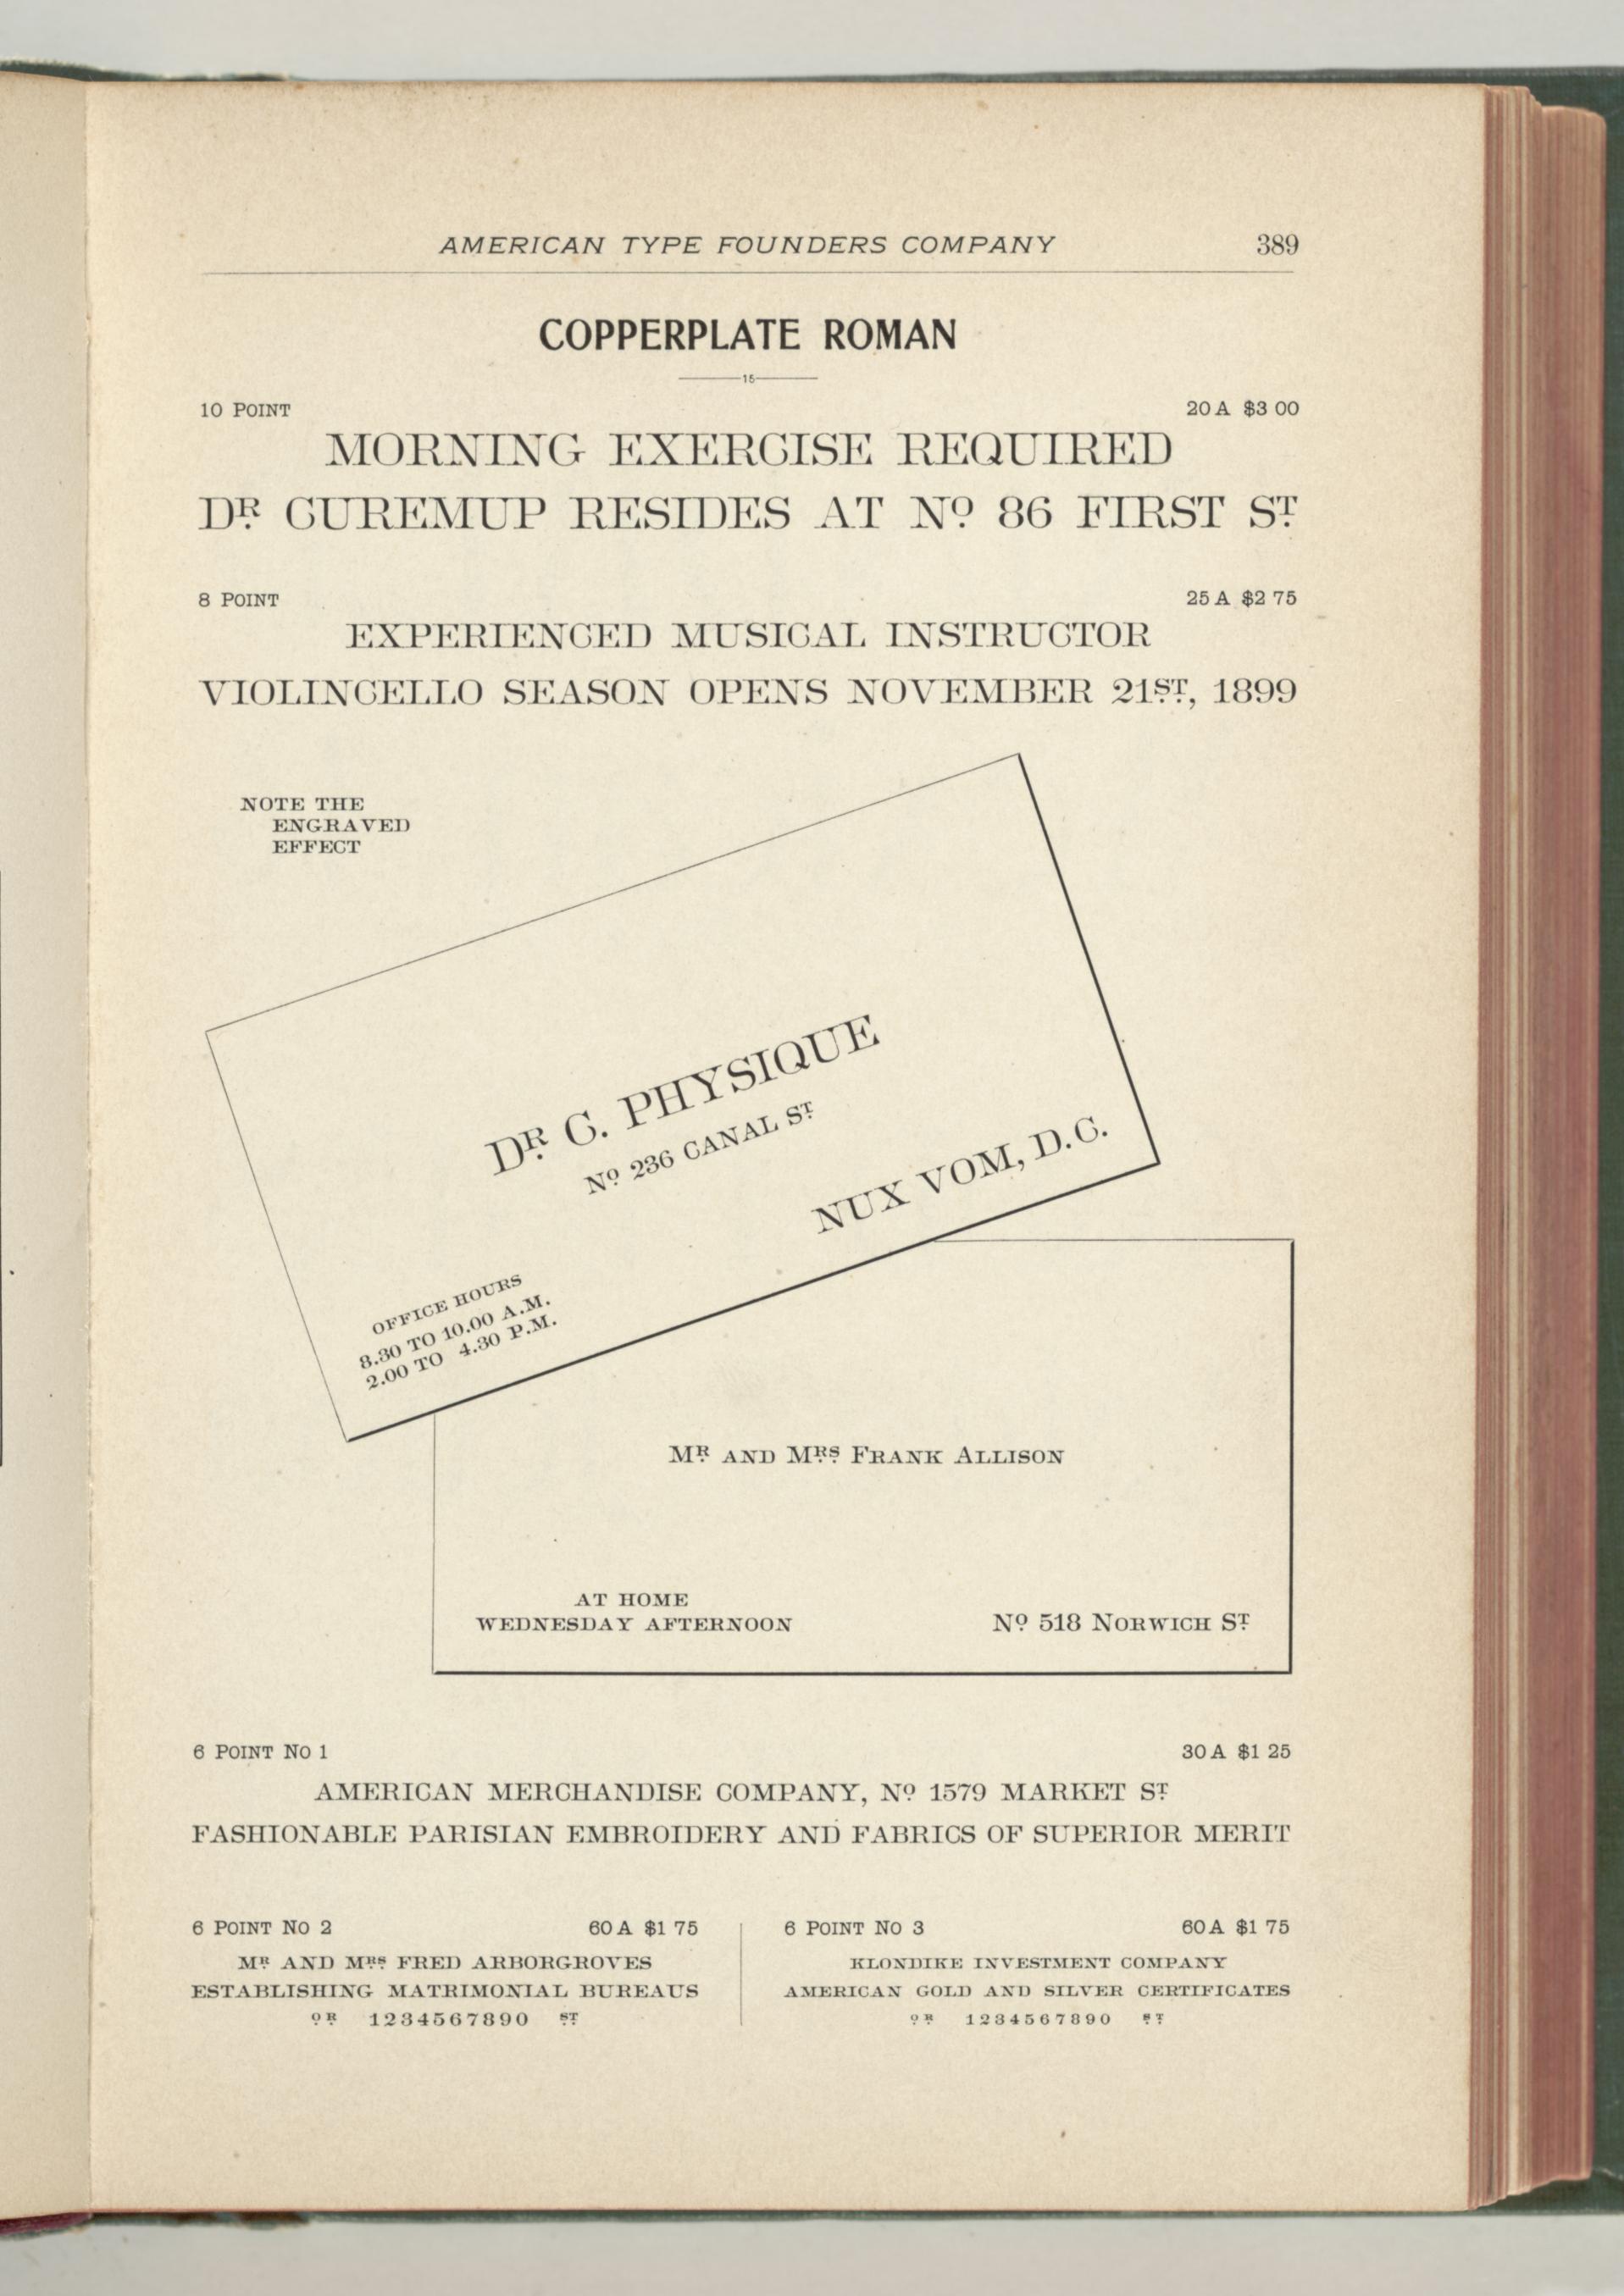 AMERICAN TYPE FOUNDERS COMPANY 389
COPPERPLATE ROMAN
15
10 POINT 20 A $3 00
MORNING EXERCISE REQUIRED
DR CUREMUP RESIDES AT NO 86 FIRST ST
8 POINT 25 A $2 75
EXPERIENCED MUSICAL INSTRUCTOR
VIOLINCELLO SEASON OPENS NOVEMBER 21ST, 1899
NOTE THE
ENGRAVED
EFFECT
DR C. PHYSIQUE
NO 236 CANAL ST
NUX VOM, D.C.
OFFICE HOURS
8.30 TO 10.00 A.M.
2.00 TO 4.30 P.M.
MR AND MRS FRANK ALLISON
AT HOME
WEDNESDAY AFTERNOON
NO 518 NORWICH ST
6 POINT NO 1 30 A $1 25
AMERICAN MERCHANDISE COMPANY, NO 1579 MARKET ST
FASHIONABLE PARISIAN EMBROIDERY AND FABRICS OF SUPERIOR MERIT
6 POINT NO 2 60 A $1 75
MR AND MRS FRED ARBORGROVES
ESTABLISHING MATRIMONIAL BUREAUS
O R 1234567890 ST
6 POINT NO 3 60 A $1 75
KLONDIKE INVESTMENT COMPANY
AMERICAN GOLD AND SILVER CERTIFICATES
O R 1234567890 S T